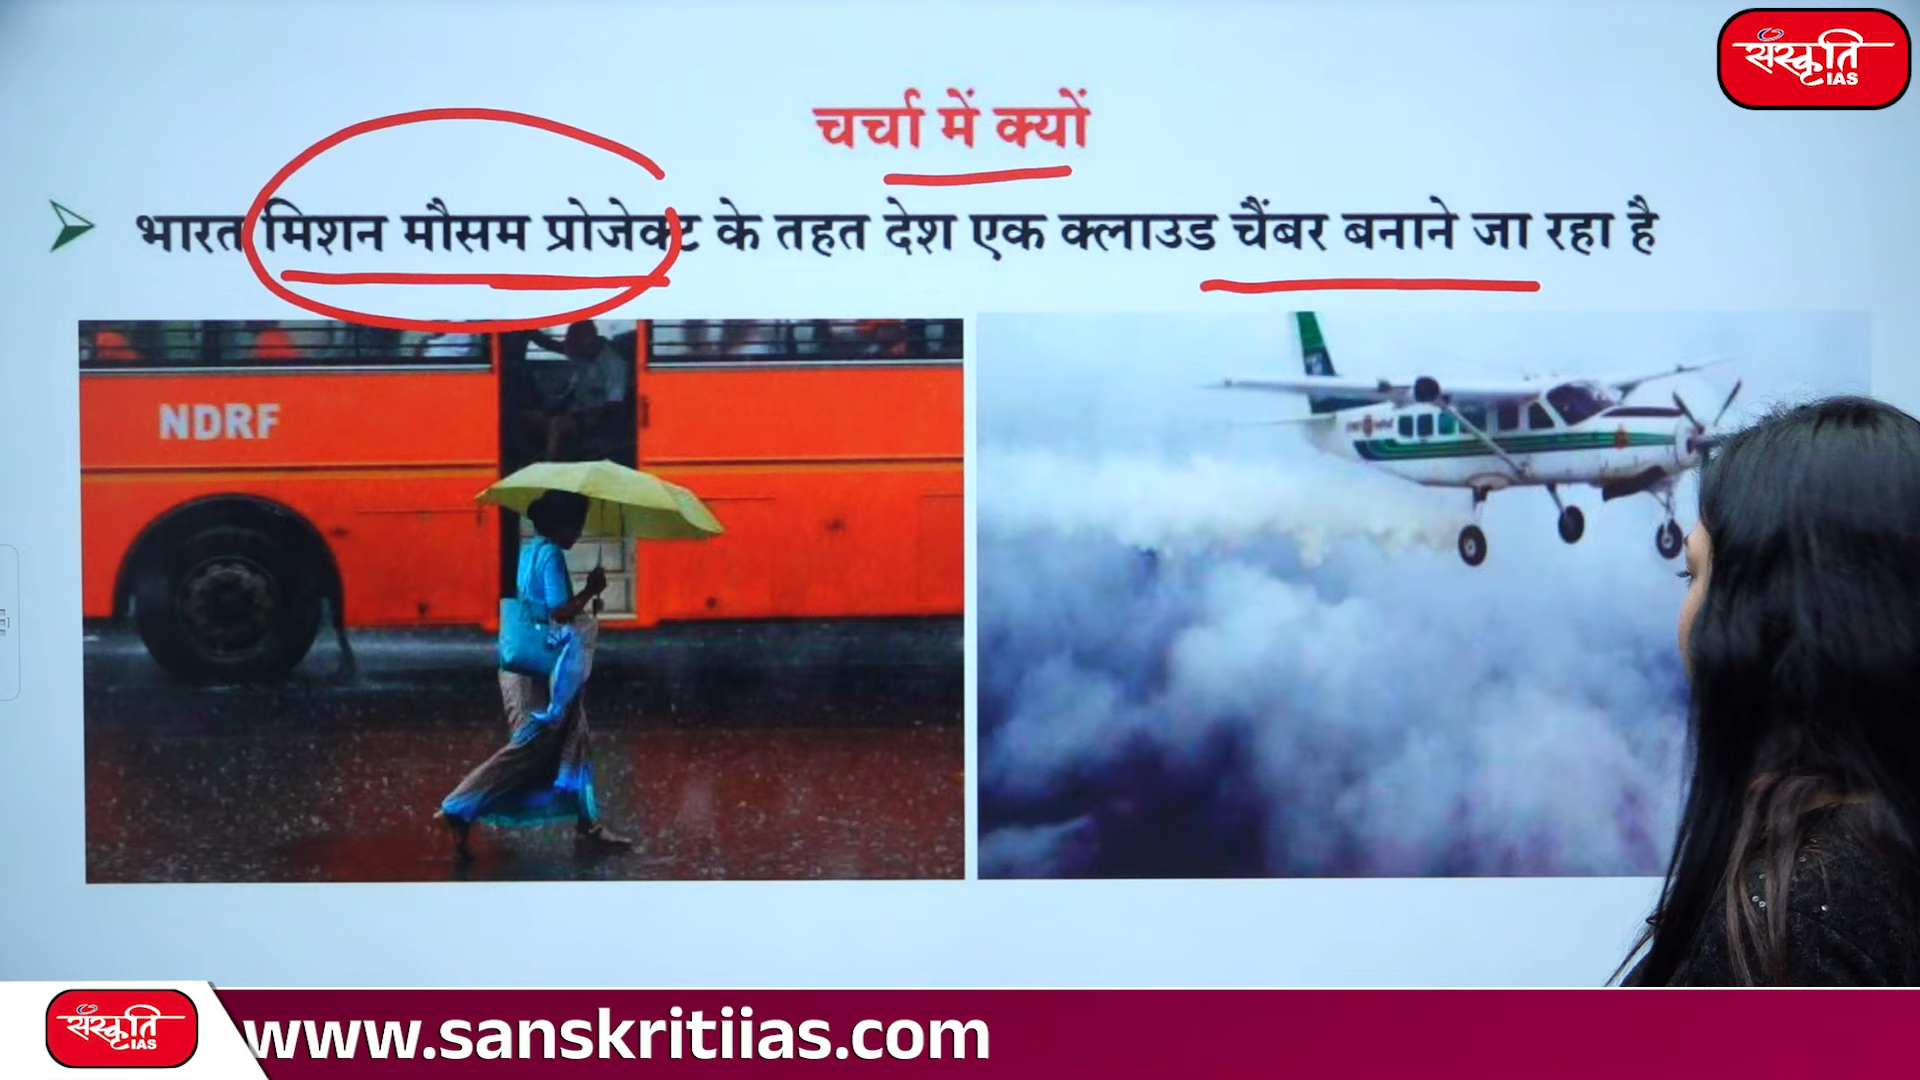 संस्कृति
IAS
चर्चा में क्यों
भारत मिशन मौसम प्रोजेक्ट के तहत देश एक क्लाउड चैंबर बनाने जा रहा है
NDRF
संस्कृति
IAS
www.sanskritiias.com